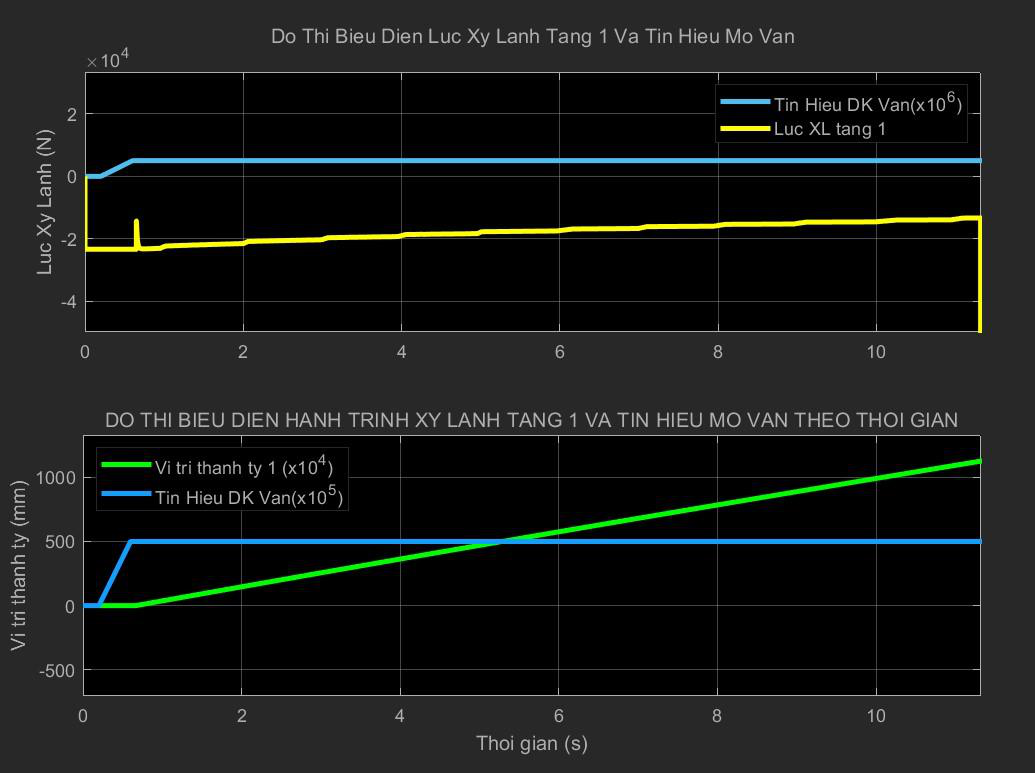 Do Thi Bieu Dien Luc Xy Lanh Tang 1 Va Tin Hieu Mo Van
×10^4
Luc Xy Lanh (N)
2
0
-2
-4
Tin Hieu DK Van(x10^6)
Luc XL tang 1
0 2 4 6 8 10
DO THI BIEU DIEN HANH TRINH XY LANH TANG 1 VA TIN HIEU MO VAN THEO THOI GIAN
Vi tri thanh ty (mm)
1000
500
0
-500
Vi tri thanh ty 1 (x10^4)
Tin Hieu DK Van(x10^5)
0 2 4 6 8 10
Thoi gian (s)